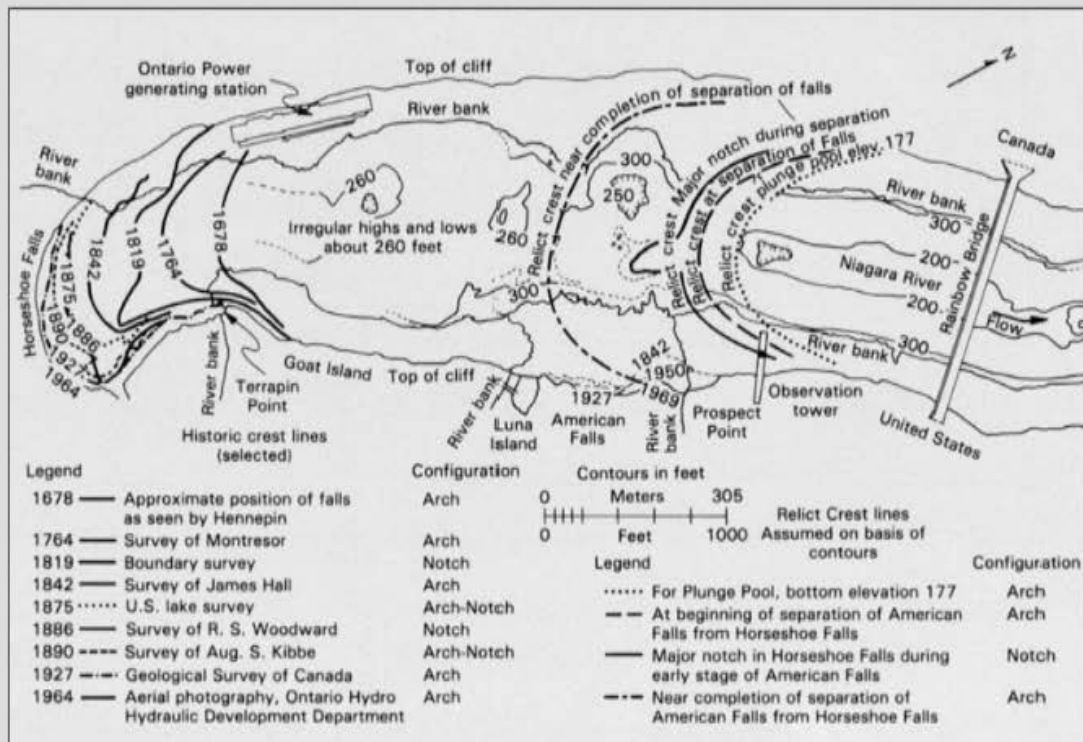 Ontario Power
generating station
Top of cliff
River bank
River
bank
Horseshoe Falls
1875
1842
1819
1764
1678
1890
1886
1927
1964
260
Irregular highs and lows
about 260 feet
260
Relict crest near completion of separation of falls
300
250
300
Relict crest Major notch during separation
Relict crest at separation of Falls
Relict crest plunge pool elev. 177
N
Canada
River bank
300
200
Niagara River
200
Rainbow Bridge
Flow
River bank
300
United States
River bank
Terrapin
Point
Goat Island
Top of cliff
River bank
Luna
Island
1927
American
Falls
1842
1950
1969
River
bank
Prospect
Point
Observation
tower
Historic crest lines
(selected)
Legend Configuration
1678 Approximate position of falls Arch
as seen by Hennepin
1764 Survey of Montresor Arch
1819 Boundary survey Notch
1842 Survey of James Hall Arch
1875 U.S. lake survey Arch-Notch
1886 Survey of R. S. Woodward Notch
1890 Survey of Aug. S. Kibbe Arch-Notch
1927 Geological Survey of Canada Arch
1964 Aerial photography, Ontario Hydro Arch
Hydraulic Development Department
Contours in feet
0 Meters 305
0 Feet 1000
Relict Crest lines
Assumed on basis of
contours
Legend Configuration
For Plunge Pool, bottom elevation 177 Arch
At beginning of separation of American Arch
Falls from Horseshoe Falls
Major notch in Horseshoe Falls during Notch
early stage of American Falls
Near completion of separation of Arch
American Falls from Horseshoe Falls